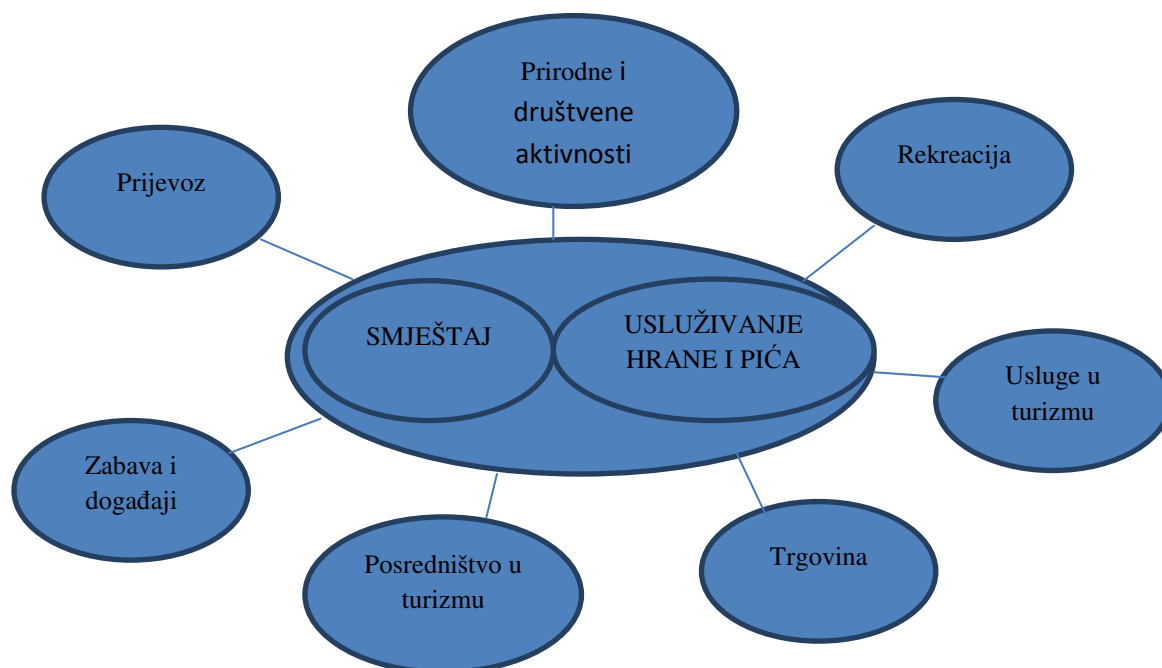 Prirodne i
društvene
aktivnosti
Rekreacija
Prijevoz
SMJEŠTAJ
USLUŽIVANJE
HRANE I PIĆA
Usluge u
turizmu
Zabava i
događaji
Posredništvo u
turizmu
Trgovina